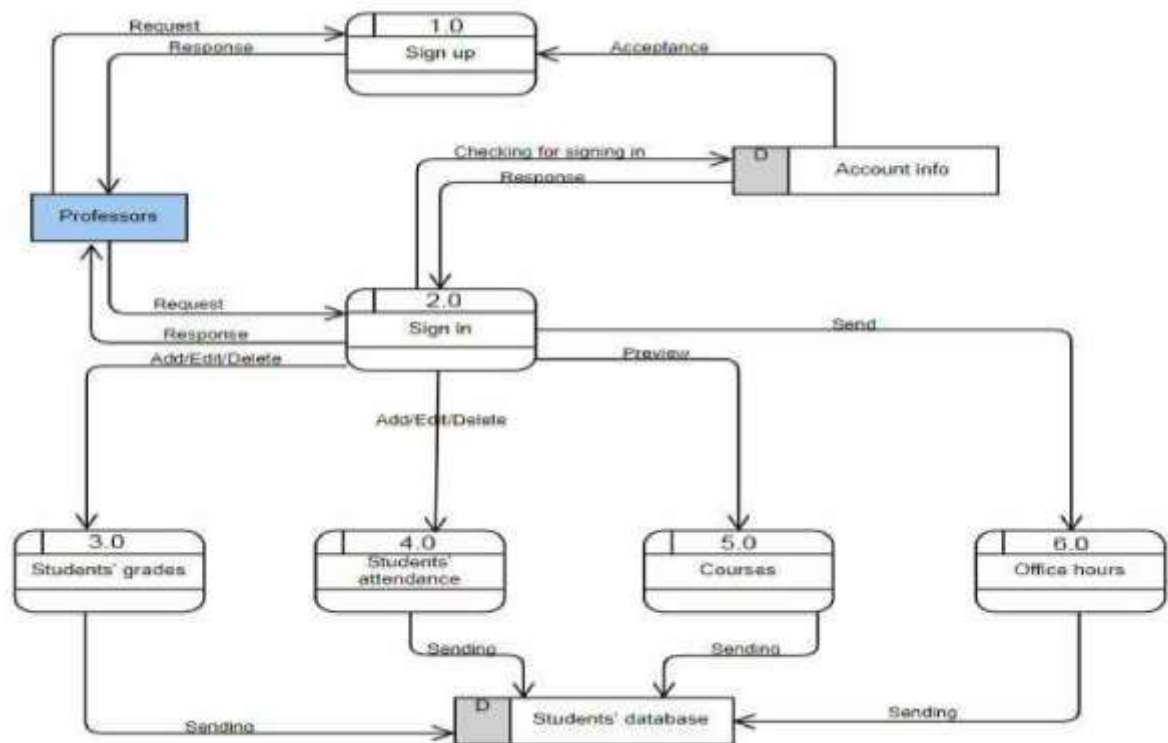 Request
1.0
Response
Sign up
Acceptance
Checking for signing in
D
Account info
Response
Professors
Request
2.0
Sign in
Send
Response
Preview
Add/Edit/Delete
Add/Edit/Delete
3.0
4.0
5.0
6.0
Students' grades
Students'
attendance
Courses
Office hours
Sending
Sending
D
Students' database
Sending
Sending